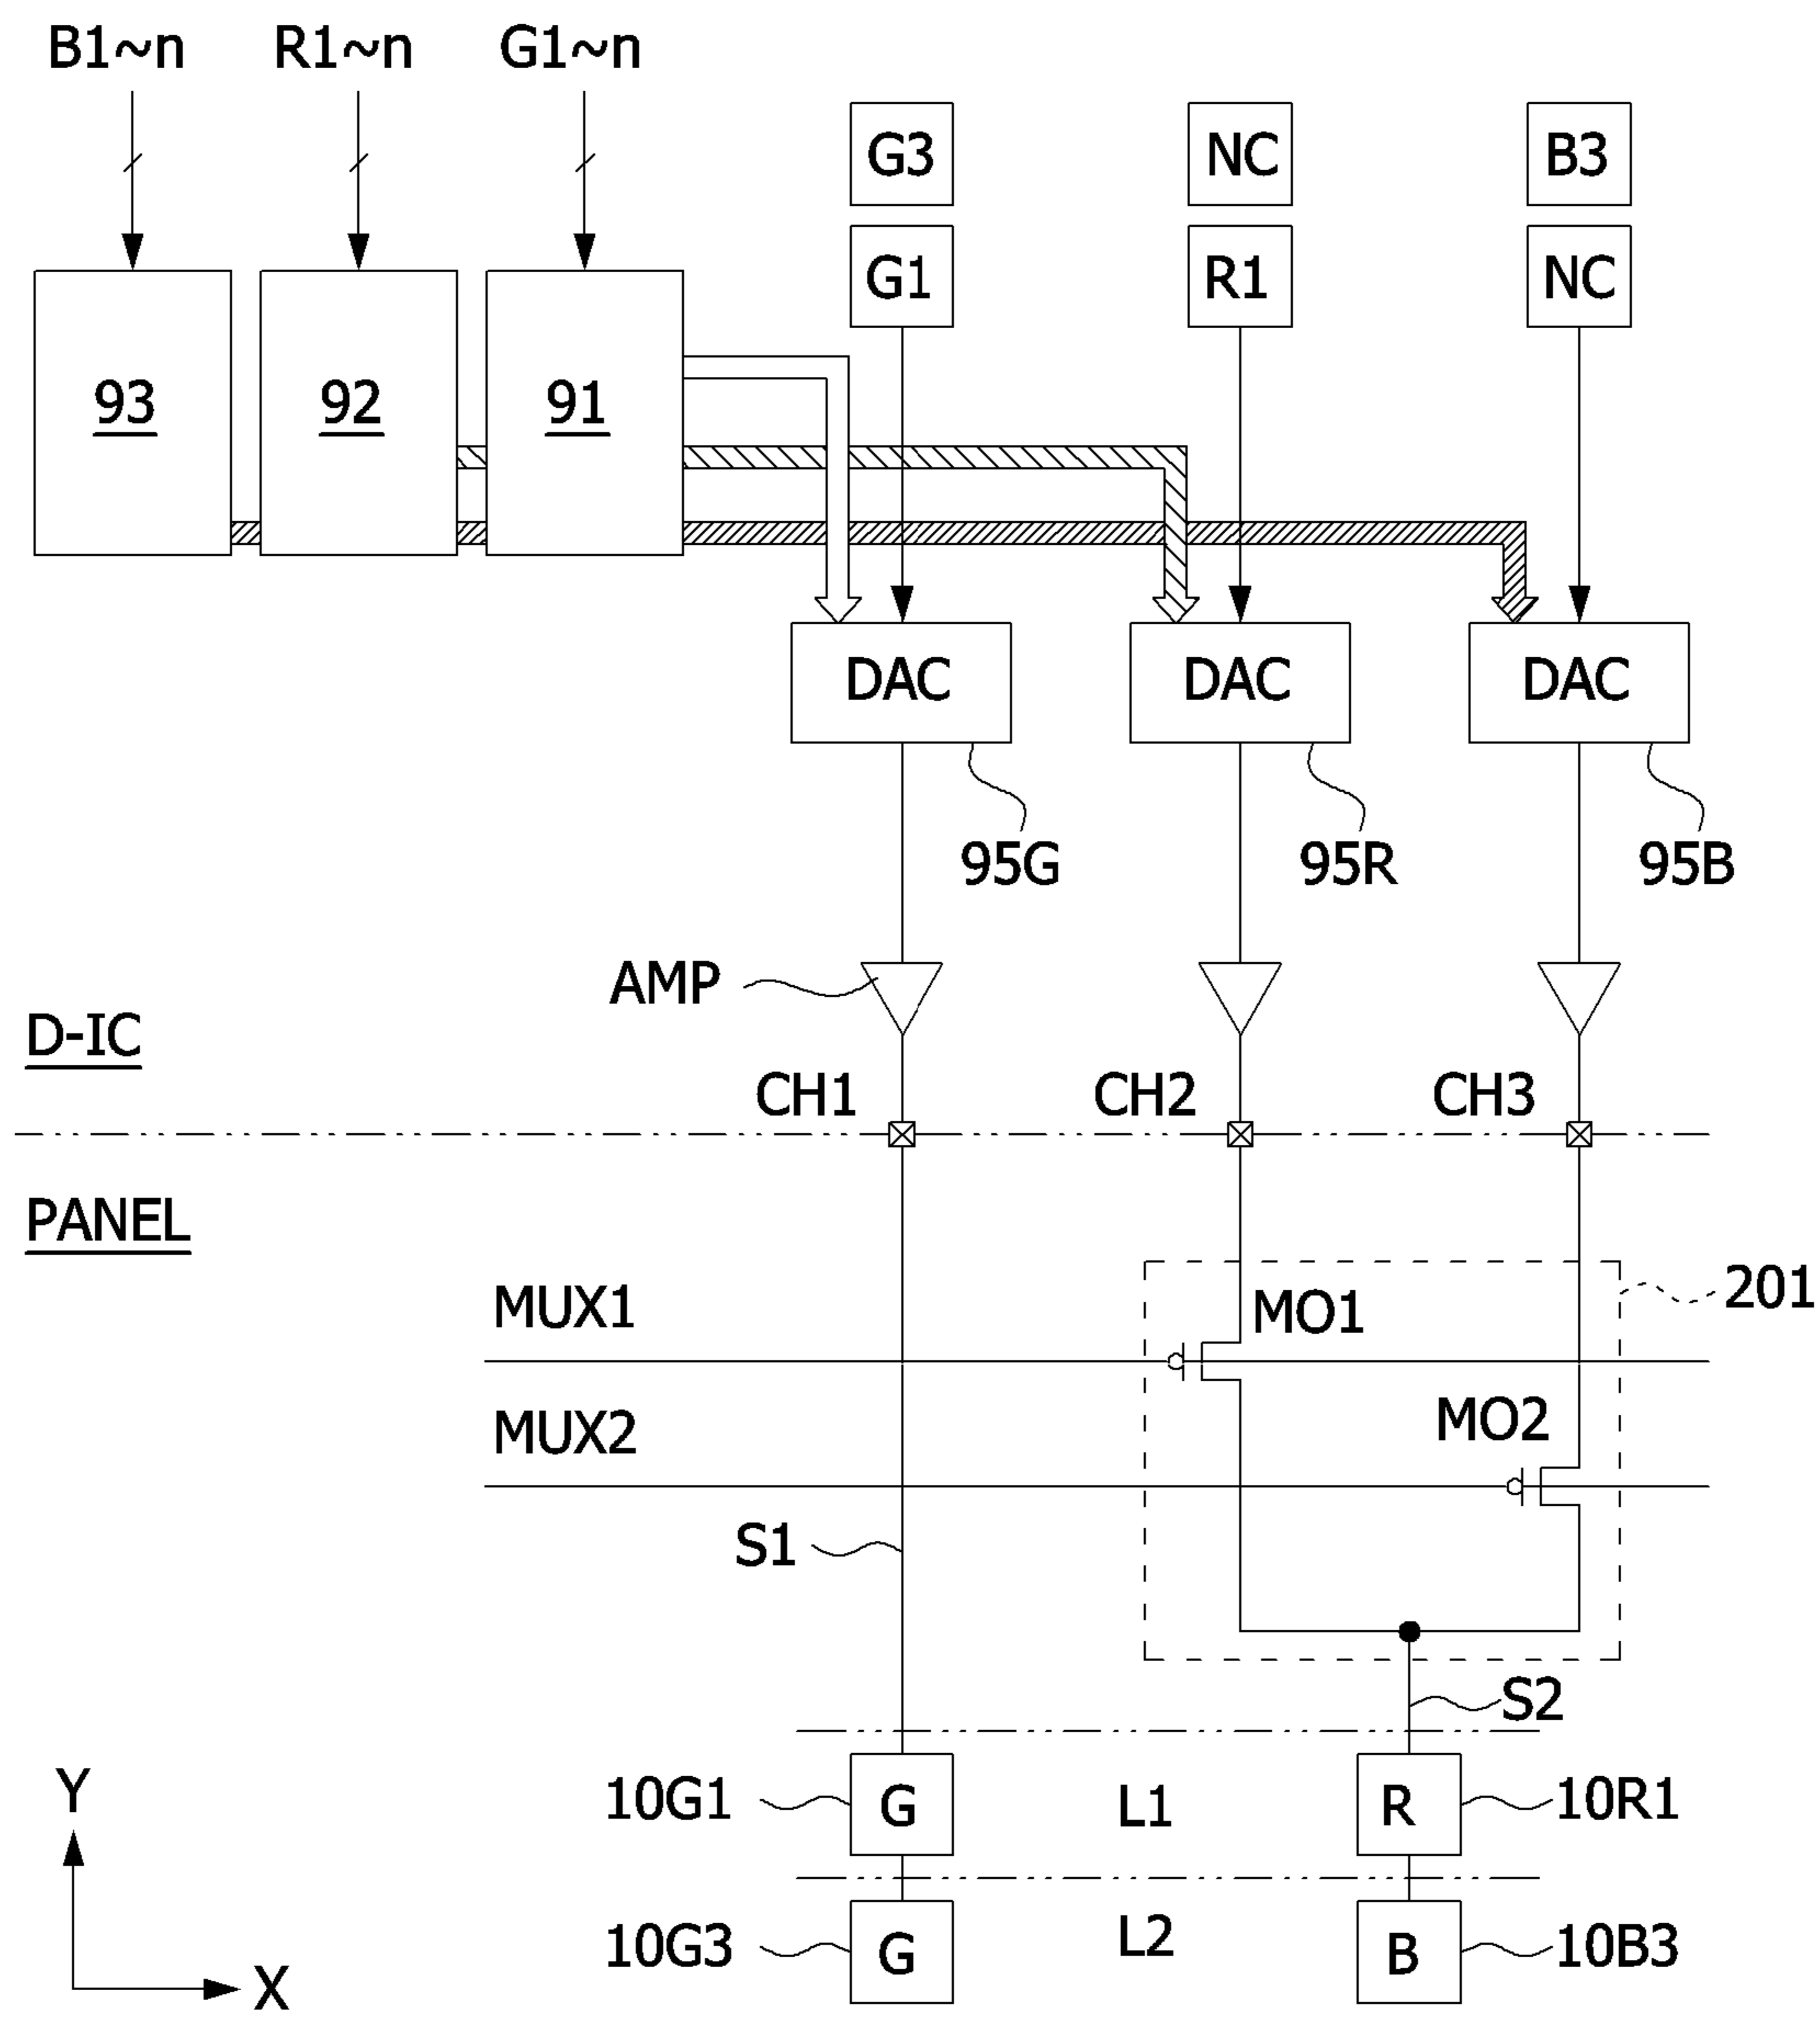 B1~n R1~n G1~n
G3 NC B3
G1 R1 NC
93 92 91
DAC DAC DAC
95G 95R 95B
AMP
D-IC
CH1 CH2 CH3
PANEL
201
MUX1 MO1
MUX2 MO2
S1
S2
10G1 G L1 R 10R1
Y
10G3 G L2 B 10B3
X